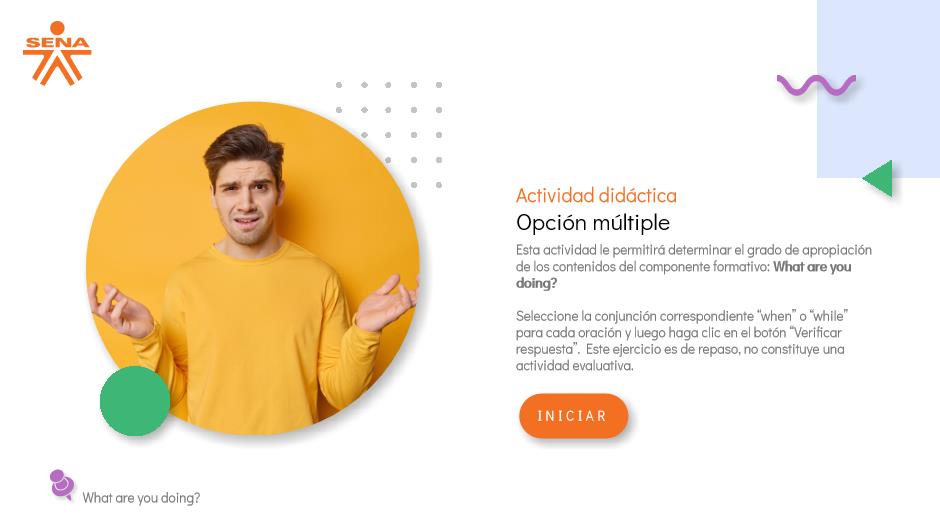 SENA
Actividad didáctica
Opción múltiple
Esta actividad le permitirá determinar el grado de apropiación
de los contenidos del componente formativo: What are you
doing?
Seleccione la conjunción correspondiente “when” o “while”
para cada oración y luego haga clic en el botón “Verificar
respuesta”. Este ejercicio es de repaso, no constituye una
actividad evaluativa.
INICIAR
What are you doing?